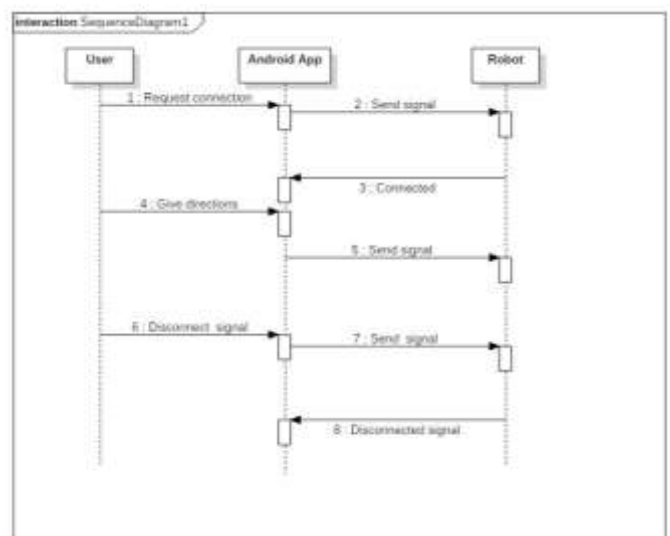 interaction SequenceDiagram1
User
Android App
Robot
1 : Request connection
2 : Send signal
3 : Connected
4 : Give directions
5 : Send signal
6 : Disconnect signal
7 : Send signal
8 : Disconnected signal